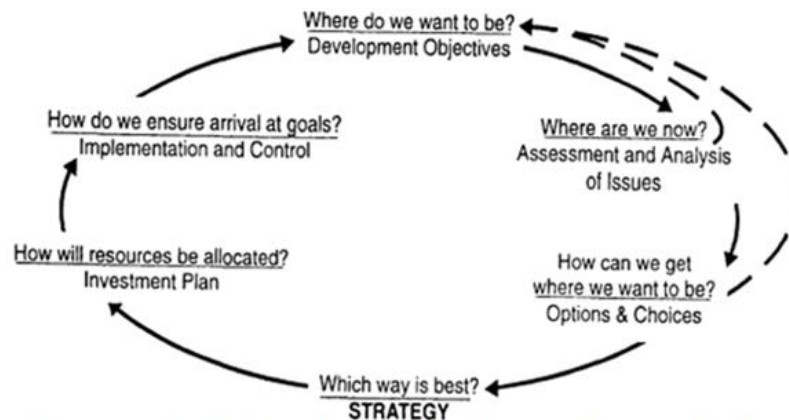 Where do we want to be?
Development Objectives
Where are we now?
Assessment and Analysis
of Issues
How can we get
where we want to be?
Options & Choices
Which way is best?
STRATEGY
How will resources be allocated?
Investment Plan
How do we ensure arrival at goals?
Implementation and Control